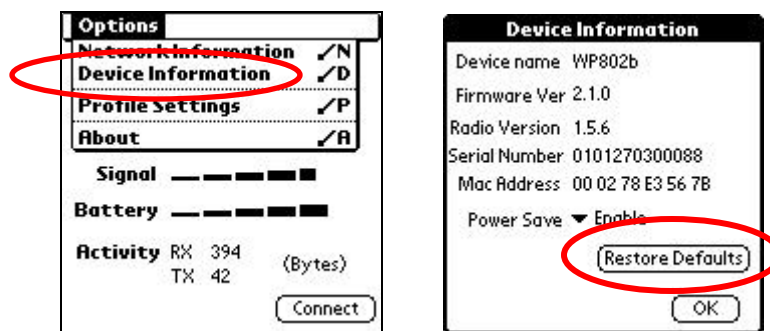 Options
Network Information /N
Device Information /D
Profile Settings /P
About /A
Signal
Battery
Activity RX 394
TX 42
(Bytes)
Connect
Device Information
Device name WP802b
Firmware Ver 2.1.0
Radio Version 1.5.6
Serial Number 0101270300088
Mac Address 00 02 78 E3 56 7B
Power Save Enable
Restore Defaults
OK